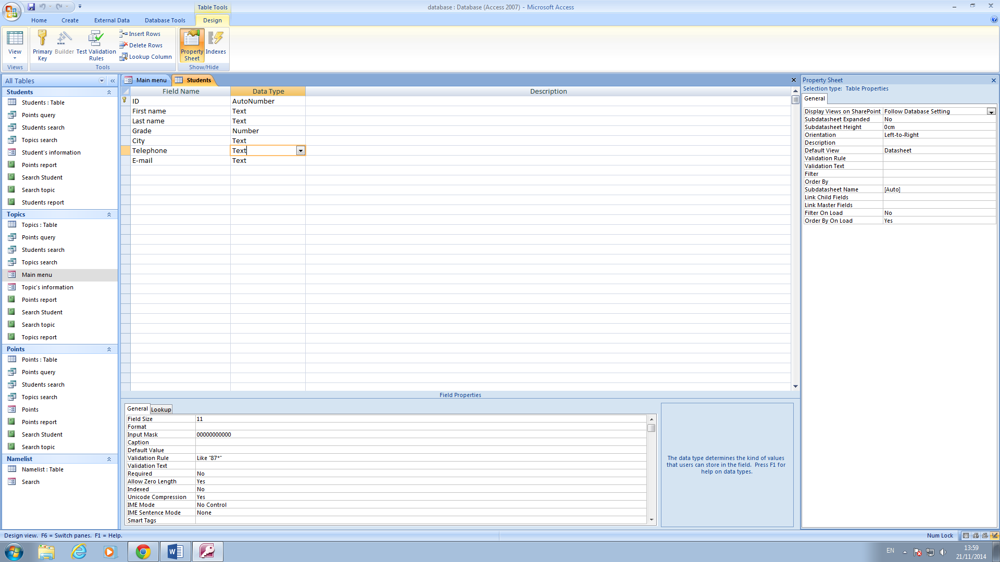 database : Database (Access 2007) - Microsoft Access
Table Tools
Home Create External Data Database Tools Design
View
Primary Key
Builder
Test Validation Rules
Insert Rows
Delete Rows
Lookup Column
Property Sheet
Indexes
Views Tools Show/Hide
All Tables
Students
Students : Table
Points query
Students search
Topics search
Student's information
Points report
Search Student
Search topic
Students report
Topics
Topics : Table
Points query
Students search
Topics search
Main menu
Topic's information
Points report
Search Student
Search topic
Topics report
Points
Points : Table
Points query
Students search
Topics search
Points
Points report
Search Student
Search topic
Namelist
Namelist : Table
Search
Main menu Students
Field Name Data Type Description
ID AutoNumber
First name Text
Last name Text
Grade Number
City Text
Telephone Text
E-mail Text
Field Properties
General Lookup
Field Size 11
Format
Input Mask 00000000000
Caption
Default Value
Validation Rule Like "87*"
Validation Text
Required No
Allow Zero Length Yes
Indexed No
Unicode Compression Yes
IME Mode No Control
IME Sentence Mode None
Smart Tags
The data type determines the kind of values
that users can store in the field. Press F1 for
help on data types.
Property Sheet
Selection type: Table Properties
General
Display Views on SharePoint Follow Database Setting
Subdatasheet Expanded No
Subdatasheet Height 0cm
Orientation Left-to-Right
Description
Default View Datasheet
Validation Rule
Validation Text
Filter
Order By
Subdatasheet Name [Auto]
Link Child Fields
Link Master Fields
Filter On Load No
Order By On Load Yes
Design view. F6 = Switch panes. F1 = Help.
Num Lock
EN
13:59
21/11/2014